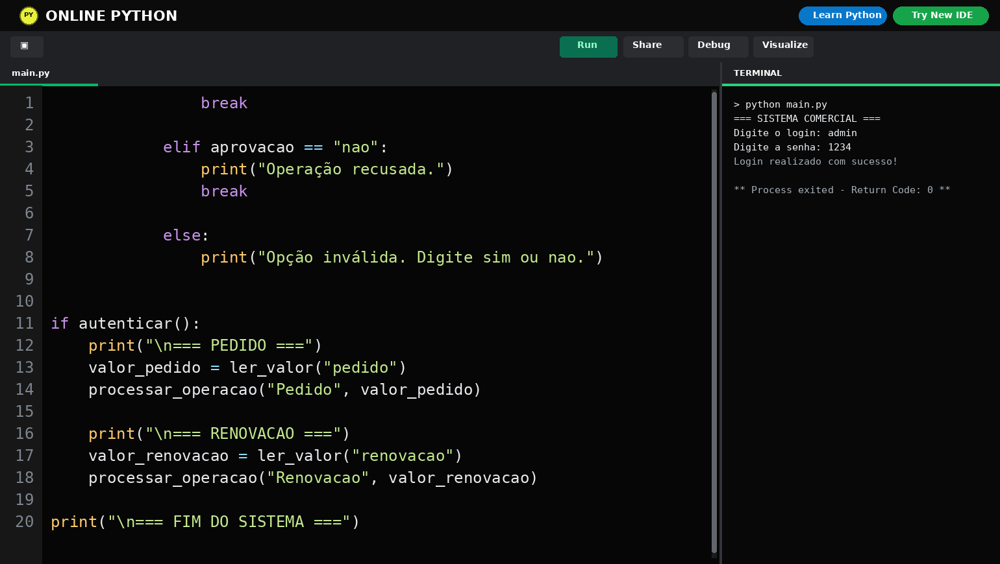 PY ONLINE PYTHON
Learn Python
Try New IDE
Run
Share
Debug
Visualize
main.py
1                 break
2
3             elif aprovacao == "nao":
4                 print("Operação recusada.")
5                 break
6
7             else:
8                 print("Opção inválida. Digite sim ou nao.")
9
10
11 if autenticar():
12     print("\n=== PEDIDO ===")
13     valor_pedido = ler_valor("pedido")
14     processar_operacao("Pedido", valor_pedido)
15
16     print("\n=== RENOVACAO ===")
17     valor_renovacao = ler_valor("renovacao")
18     processar_operacao("Renovacao", valor_renovacao)
19
20 print("\n=== FIM DO SISTEMA ===")
TERMINAL
> python main.py
=== SISTEMA COMERCIAL ===
Digite o login: admin
Digite a senha: 1234
Login realizado com sucesso!
** Process exited - Return Code: 0 **